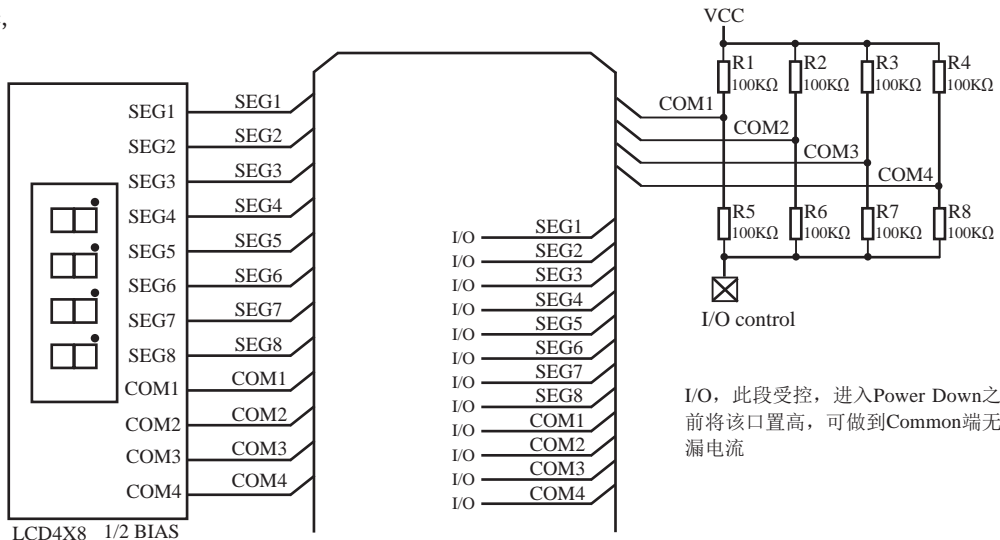 ,
VCC
R1
100KΩ
R2
100KΩ
R3
100KΩ
R4
100KΩ
COM1
COM2
COM3
COM4
R5
100KΩ
R6
100KΩ
R7
100KΩ
R8
100KΩ
I/O control
SEG1 SEG1
SEG2 SEG2
SEG3 SEG3
SEG4 SEG4
SEG5 SEG5
SEG6 SEG6
SEG7 SEG7
SEG8 SEG8
COM1 COM1
COM2 COM2
COM3 COM3
COM4 COM4
LCD4X8 1/2 BIAS
I/O SEG1
I/O SEG2
I/O SEG3
I/O SEG4
I/O SEG5
I/O SEG6
I/O SEG7
I/O SEG8
I/O COM1
I/O COM2
I/O COM3
I/O COM4
I/O，此段受控，进入Power Down之
前将该口置高，可做到Common端无
漏电流